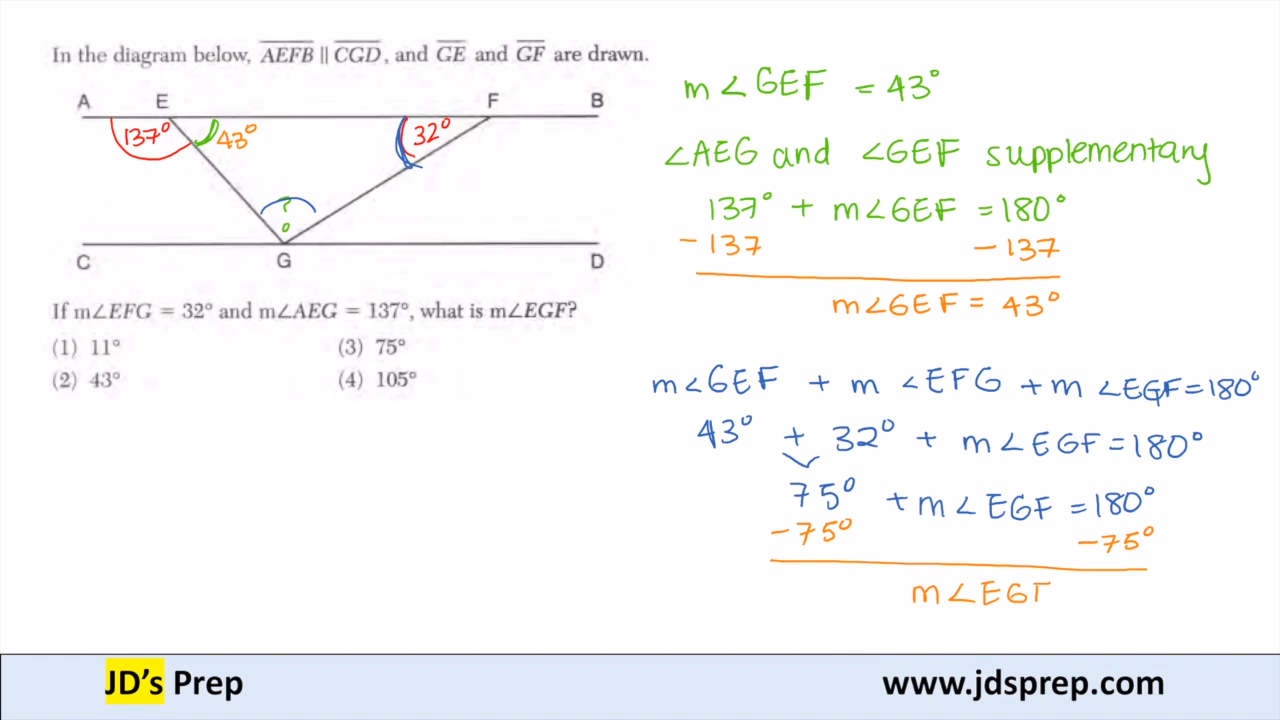 In the diagram below, AEFB || CGD, and GE and GF are drawn.
A E F B
137° 43° 32°
?
C G D
If m∠EFG = 32° and m∠AEG = 137°, what is m∠EGF?
(1) 11° (3) 75°
(2) 43° (4) 105°
m∠GEF = 43°
∠AEG and ∠GEF supplementary
137° + m∠GEF = 180°
-137 -137
m∠GEF = 43°
m∠GEF + m∠EFG + m∠EGF = 180°
43° + 32° + m∠EGF = 180°
75° + m∠EGF = 180°
-75° -75°
m∠EG
JD's Prep www.jdsprep.com